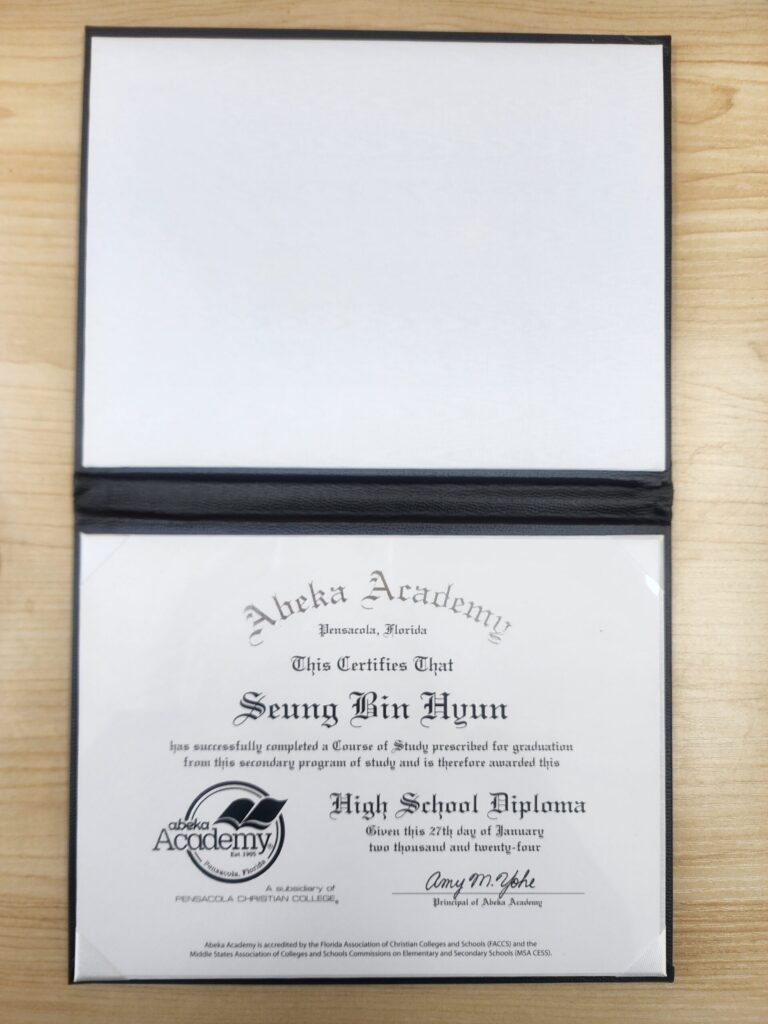 Abeka Academy
Pensacola, Florida
This Certifies That
Seung Bin Hyun
has successfully completed a Course of Study prescribed for graduation
from this secondary program of study and is therefore awarded this
High School Diploma
Given this 27th day of January
two thousand and twenty-four
abeka
Academy®
Est. 1995
Pensacola, Florida
A subsidiary of
PENSACOLA CHRISTIAN COLLEGE®
Amy M. Yohe
Principal of Abeka Academy
Abeka Academy is accredited by the Florida Association of Christian Colleges and Schools (FACCS) and the
Middle States Association of Colleges and Schools Commissions on Elementary and Secondary Schools (MSA CESS).